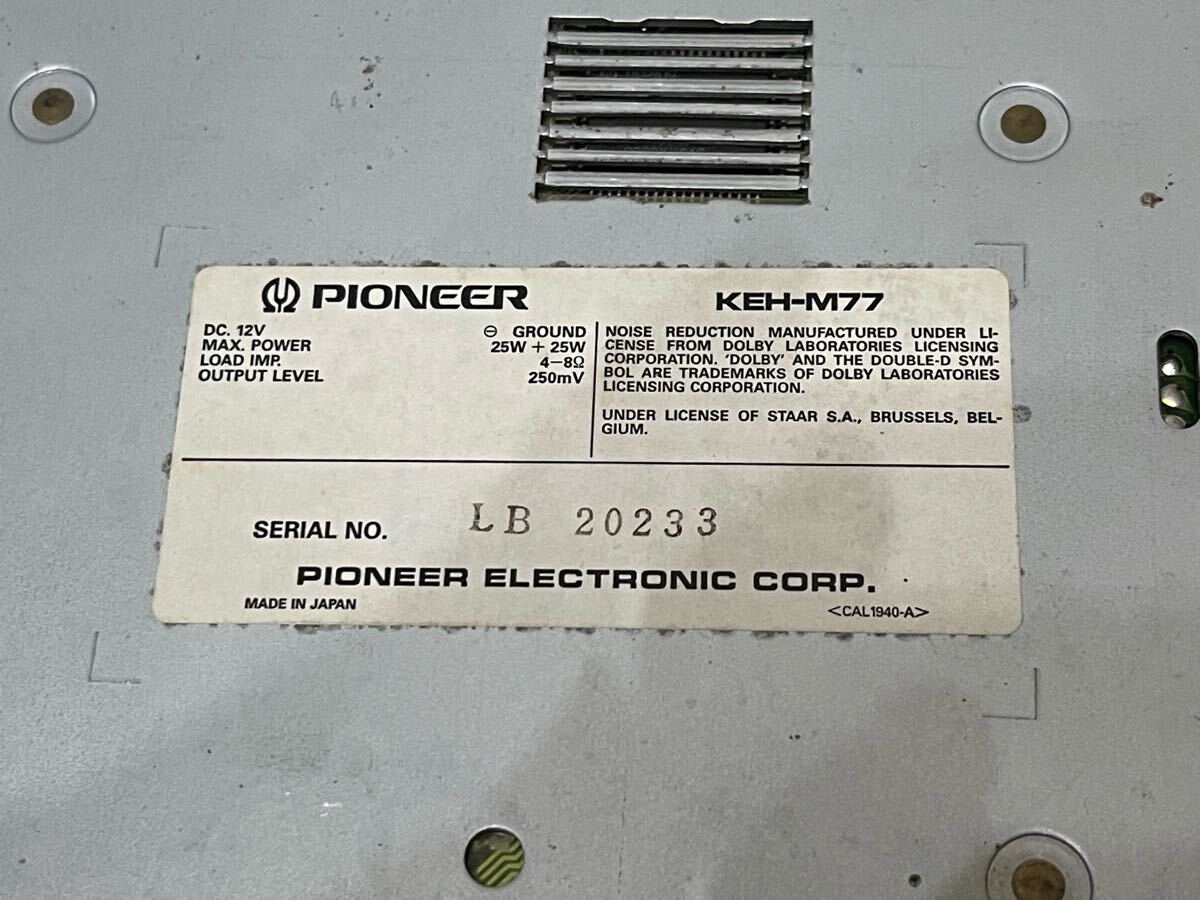 PIONEER
KEH-M77
DC. 12V ⊖ GROUND
MAX. POWER 25W + 25W
LOAD IMP. 4-8Ω
OUTPUT LEVEL 250mV
NOISE REDUCTION MANUFACTURED UNDER LI-
CENSE FROM DOLBY LABORATORIES LICENSING
CORPORATION. 'DOLBY' AND THE DOUBLE-D SYM-
BOL ARE TRADEMARKS OF DOLBY LABORATORIES
LICENSING CORPORATION.
UNDER LICENSE OF STAAR S.A., BRUSSELS, BEL-
GIUM.
SERIAL NO. LB 20233
PIONEER ELECTRONIC CORP.
MADE IN JAPAN <CAL1940-A>